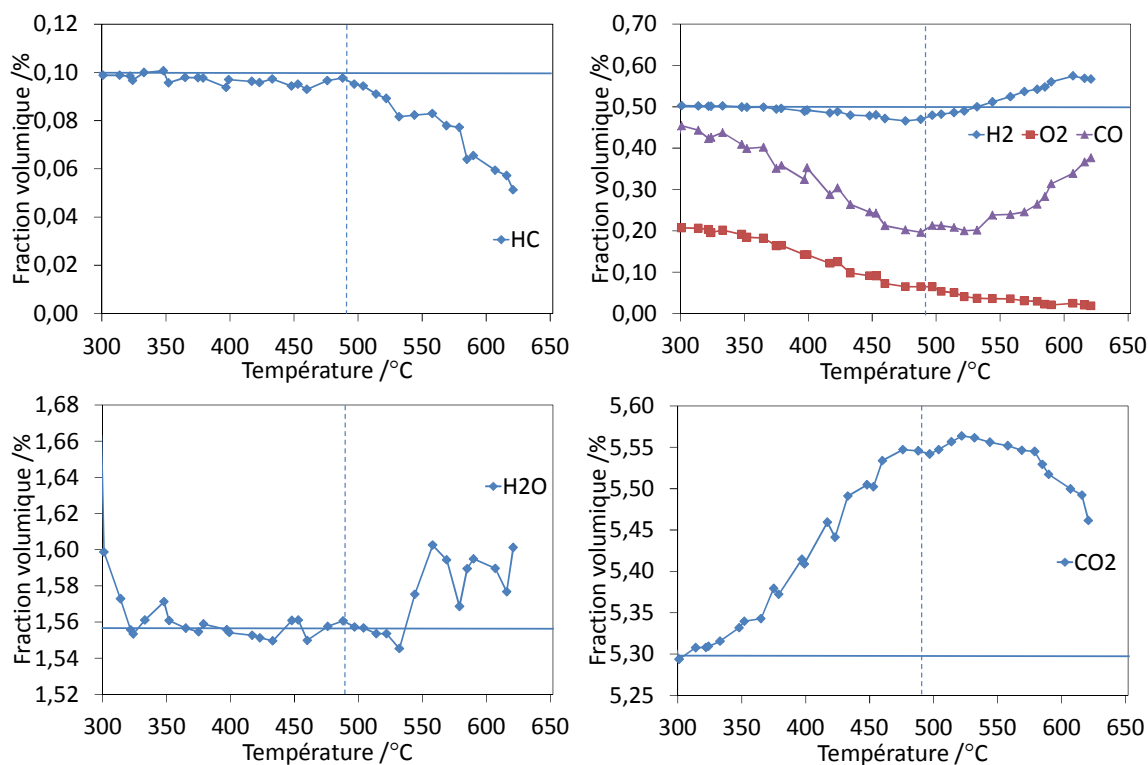 0,12
0,10
0,08
0,06
0,04
0,02
0,00
Fraction volumique /%
HC
300 350 400 450 500 550 600 650
Température /°C
0,70
0,60
0,50
0,40
0,30
0,20
0,10
0,00
Fraction volumique /%
H2 O2 CO
300 350 400 450 500 550 600 650
Température /°C
1,68
1,66
1,64
1,62
1,60
1,58
1,56
1,54
1,52
Fraction volumique /%
H2O
300 350 400 450 500 550 600 650
Température /°C
5,60
5,55
5,50
5,45
5,40
5,35
5,30
5,25
Fraction volumique /%
CO2
300 350 400 450 500 550 600 650
Température /°C